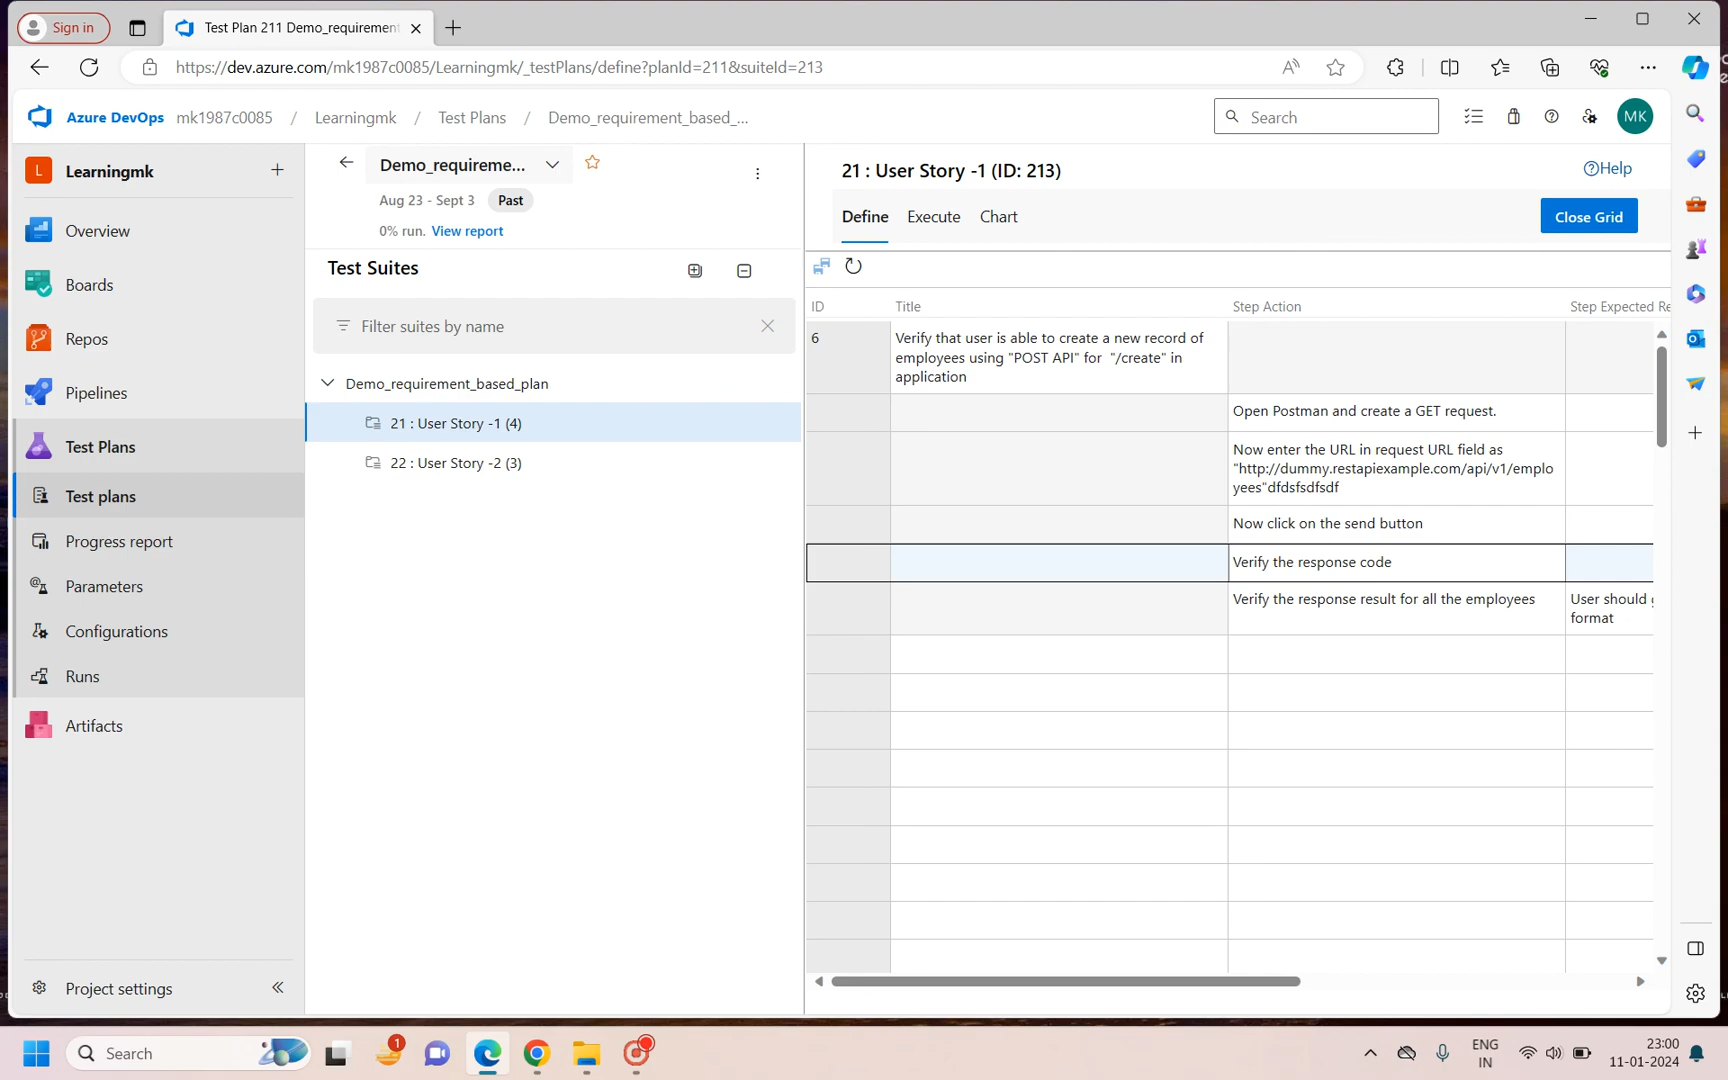 Sign in
Test Plan 211 Demo_requirement
https://dev.azure.com/mk1987c0085/Learningmk/_testPlans/define?planId=211&suiteId=213
Azure DevOps mk1987c0085 / Learningmk / Test Plans / Demo_requirement_based_...
Search
MK
L Learningmk
Overview
Boards
Repos
Pipelines
Test Plans
Test plans
Progress report
Parameters
Configurations
Runs
Artifacts
Project settings
Demo_requireme...
Aug 23 - Sept 3 Past
0% run. View report
Test Suites
Filter suites by name
Demo_requirement_based_plan
21 : User Story -1 (4)
22 : User Story -2 (3)
21 : User Story -1 (ID: 213)
Help
Define Execute Chart
Close Grid
ID Title Step Action Step Expected Re
6
Verify that user is able to create a new record of
employees using "POST API" for "/create" in
application
Open Postman and create a GET request.
Now enter the URL in request URL field as
"http://dummy.restapiexample.com/api/v1/emplo
yees"dfdsfsdfsdf
Now click on the send button
Verify the response code
Verify the response result for all the employees
User should
format
Search
1
ENG
IN
23:00
11-01-2024